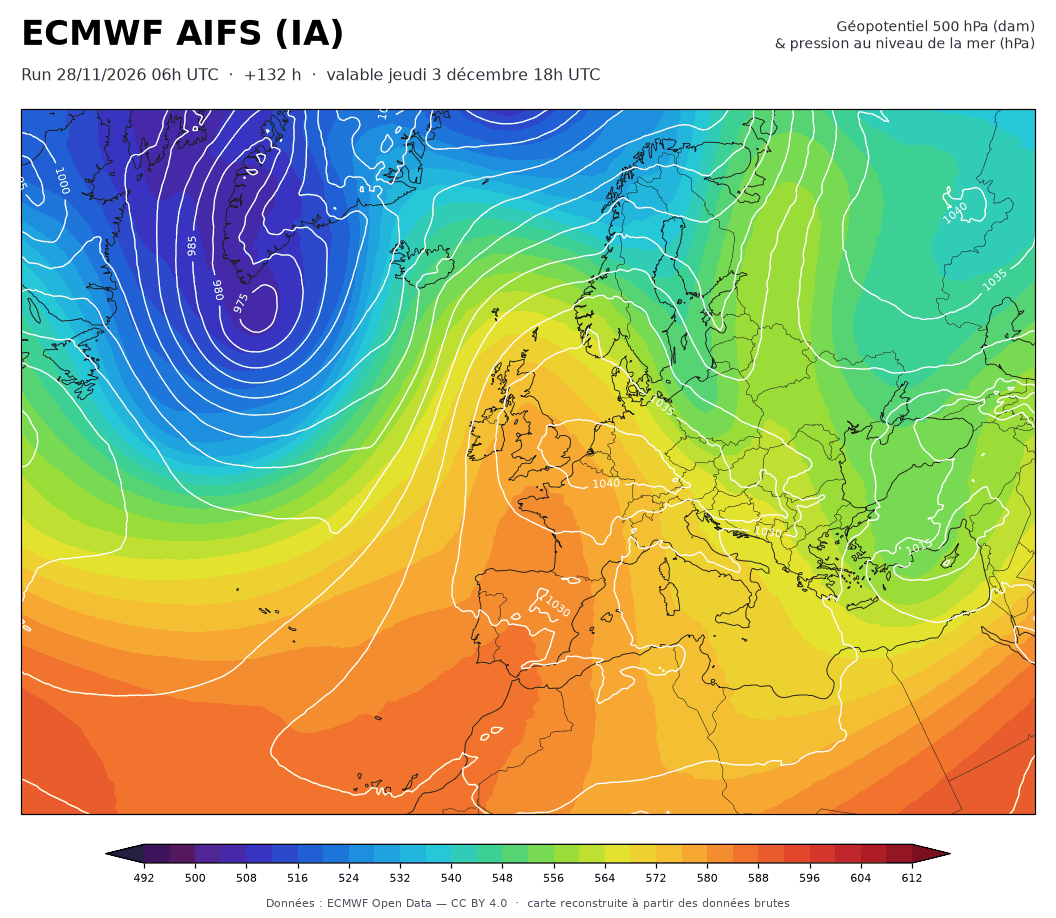 ECMWF AIFS (IA)
Géopotentiel 500 hPa (dam)
& pression au niveau de la mer (hPa)
Run 28/11/2026 06h UTC · +132 h · valable jeudi 3 décembre 18h UTC
1000
985
980
975
1040
1035
1035
1040
1030
1015
1030
492 500 508 516 524 532 540 548 556 564 572 580 588 596 604 612
Données : ECMWF Open Data — CC BY 4.0 · carte reconstruite à partir des données brutes